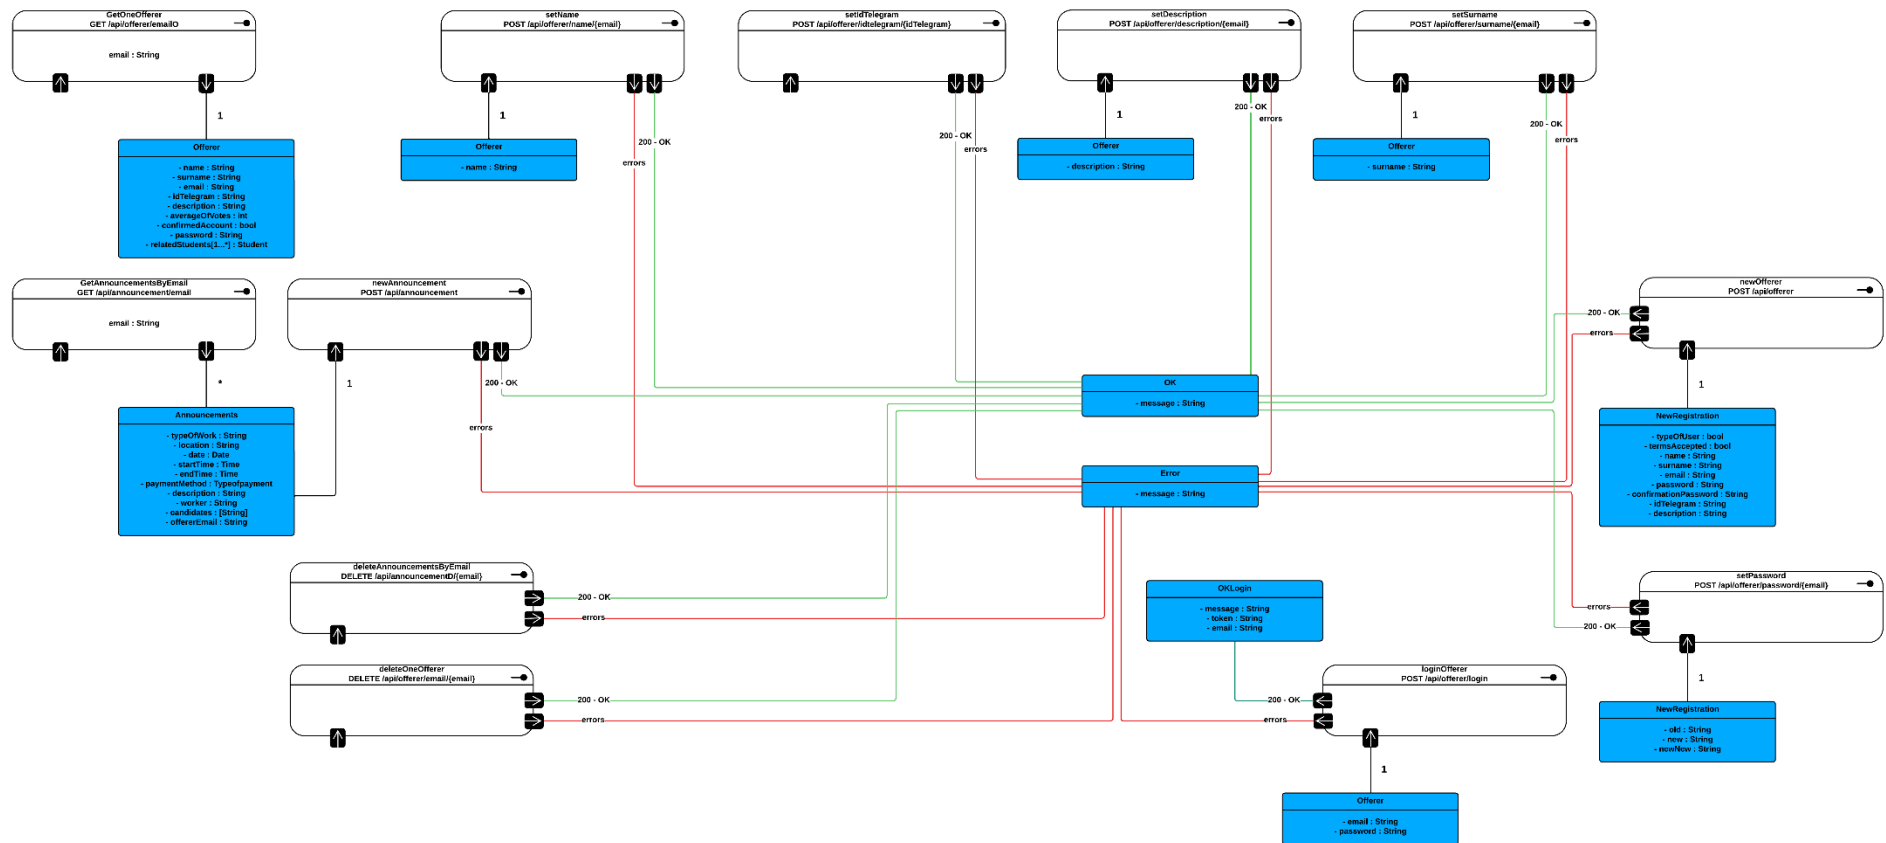 GetOneOfferer
GET /api/offerer/emailO
email : String
1
Offerer
- name : String
- surname : String
- email : String
- idTelegram : String
- description : String
- averageOfVotes : int
- confirmedAccount : bool
- password : String
- relatedStudents[1...*] : Student
setName
POST /api/offerer/name/{email}
1
Offerer
- name : String
errors
200 - OK
setIdTelegram
POST /api/offerer/idtelegram/{idTelegram}
200 - OK
errors
setDescription
POST /api/offerer/description/{email}
1
Offerer
- description : String
200 - OK
errors
setSurname
POST /api/offerer/surname/{email}
1
Offerer
- surname : String
200 - OK
errors
GetAnnouncementsByEmail
GET /api/announcement/email
email : String
*
Announcements
- typeOfWork : String
- location : String
- date : Date
- startTime : Time
- endTime : Time
- paymentMethod : Typeofpayment
- description : String
- worker : String
- candidates : [String]
- offererEmail : String
newAnnouncement
POST /api/announcement
1
200 - OK
errors
OK
- message : String
Error
- message : String
newOfferer
POST /api/offerer
200 - OK
errors
1
NewRegistration
- typeOfUser : bool
- termsAccepted : bool
- name : String
- surname : String
- email : String
- password : String
- confirmationPassword : String
- idTelegram : String
- description : String
deleteAnnouncementsByEmail
DELETE /api/announcementD/{email}
200 - OK
errors
deleteOneOfferer
DELETE /api/offerer/email/{email}
200 - OK
errors
OKLogin
- message : String
- token : String
- email : String
loginOfferer
POST /api/offerer/login
200 - OK
errors
1
Offerer
- email : String
- password : String
setPassword
POST /api/offerer/password/{email}
errors
200 - OK
1
NewRegistration
- old : String
- new : String
- newNew : String